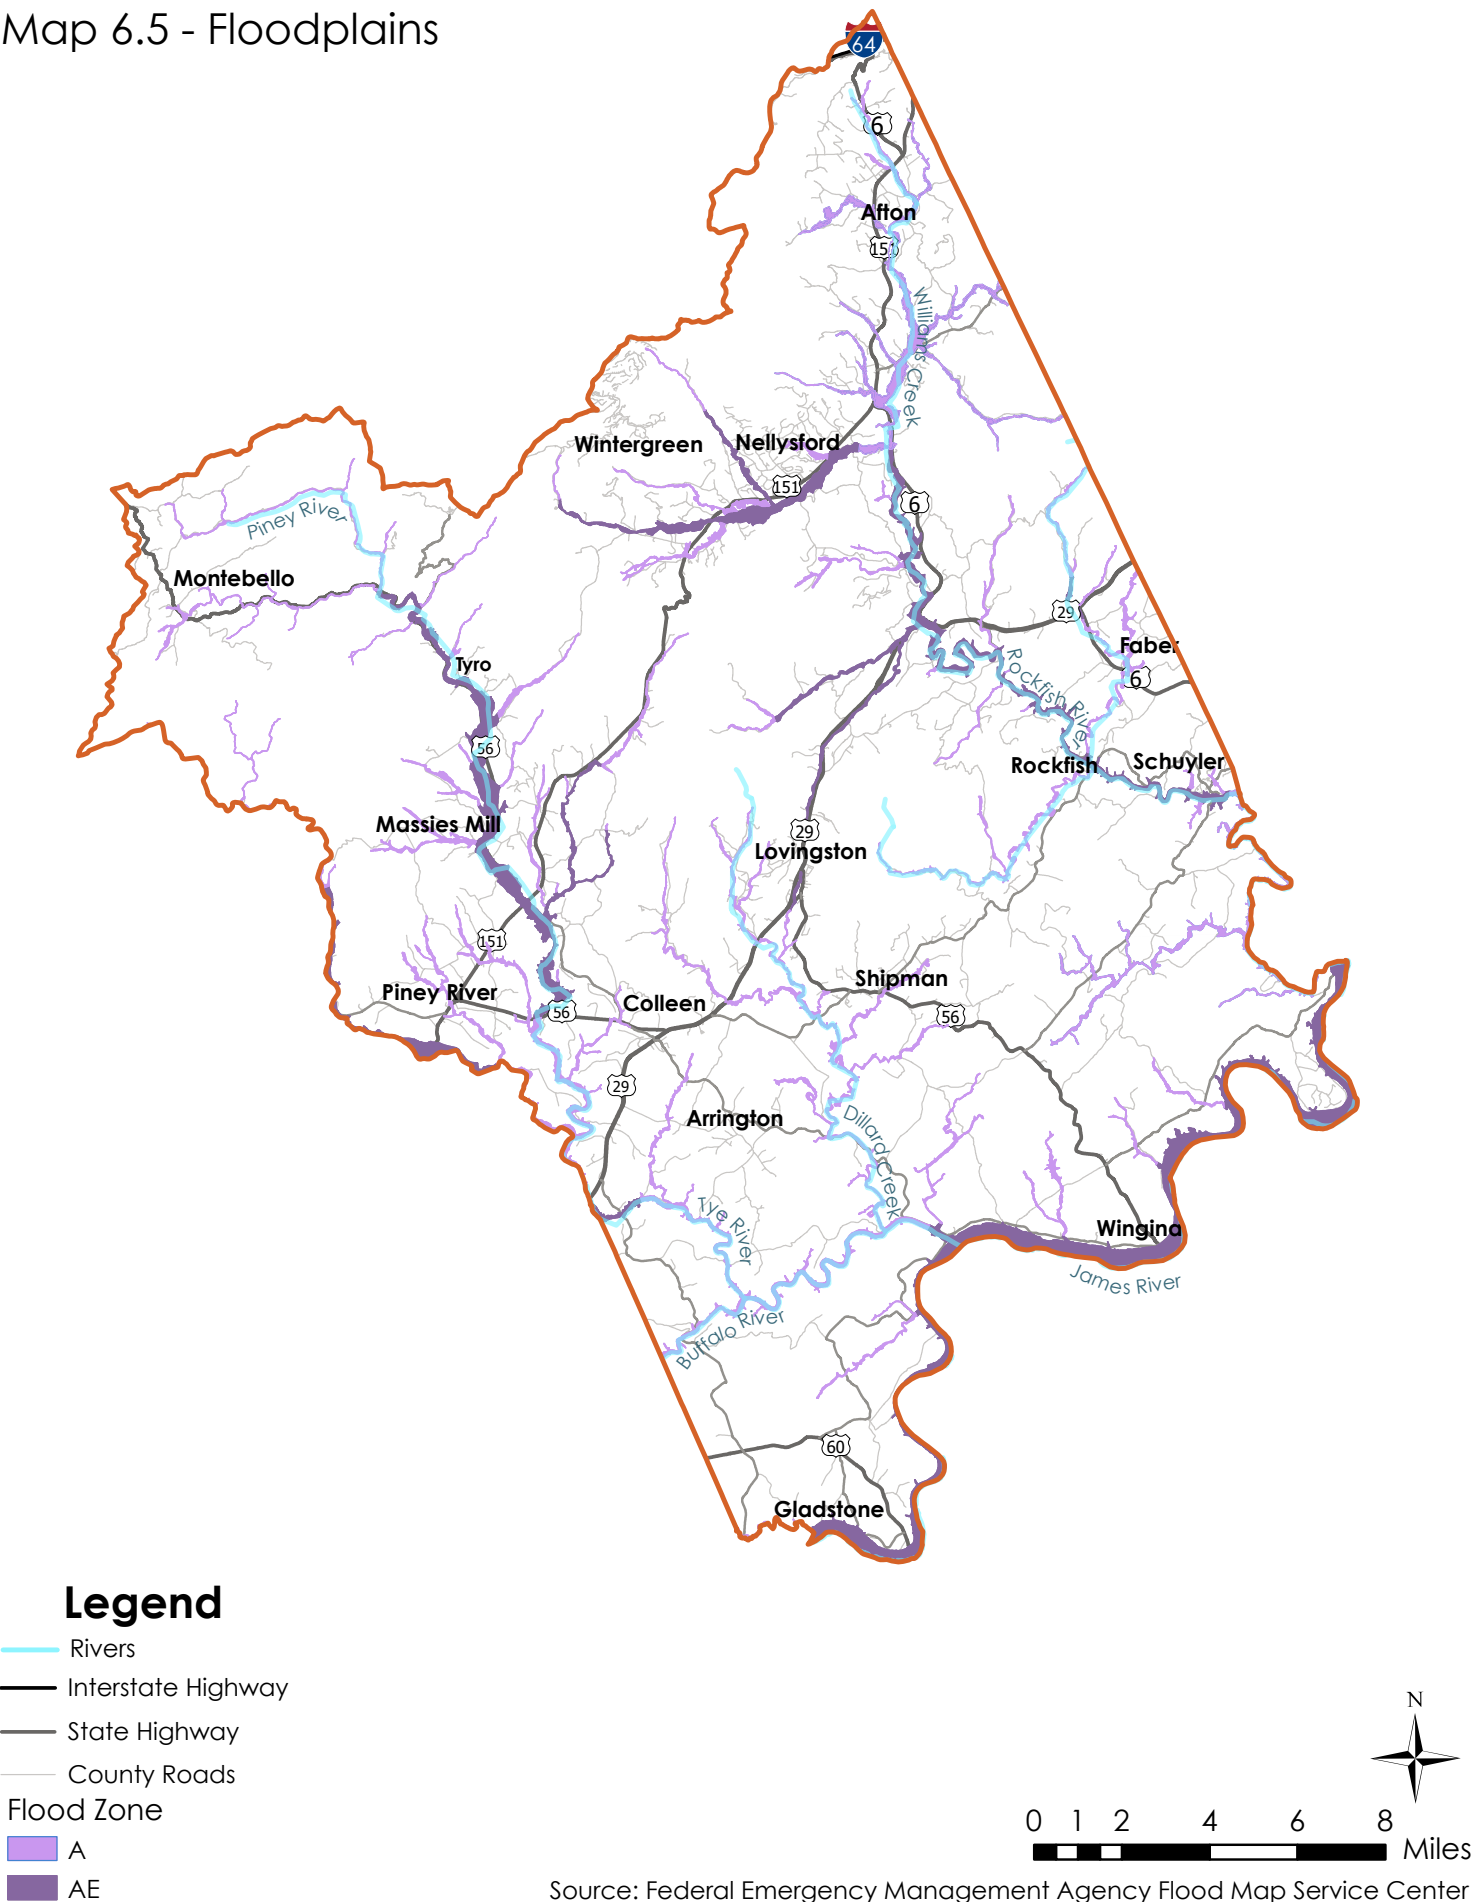 Map 6.5 - Floodplains
64
6
Afton
151
Williams Creek
Wintergreen
Nellysford
151
6
Piney River
Montebello
29
Faber
6
Tyro
Rockfish River
56
Rockfish
Schuyler
Massies Mill
29
Lovingston
151
Piney River
56
Colleen
Shipman
56
29
Arrington
Dillard Creek
Tye River
Wingina
James River
Buffalo River
60
Gladstone
Legend
Rivers
Interstate Highway
State Highway
County Roads
Flood Zone
A
AE
N
0 1 2 4 6 8
Miles
Source: Federal Emergency Management Agency Flood Map Service Center